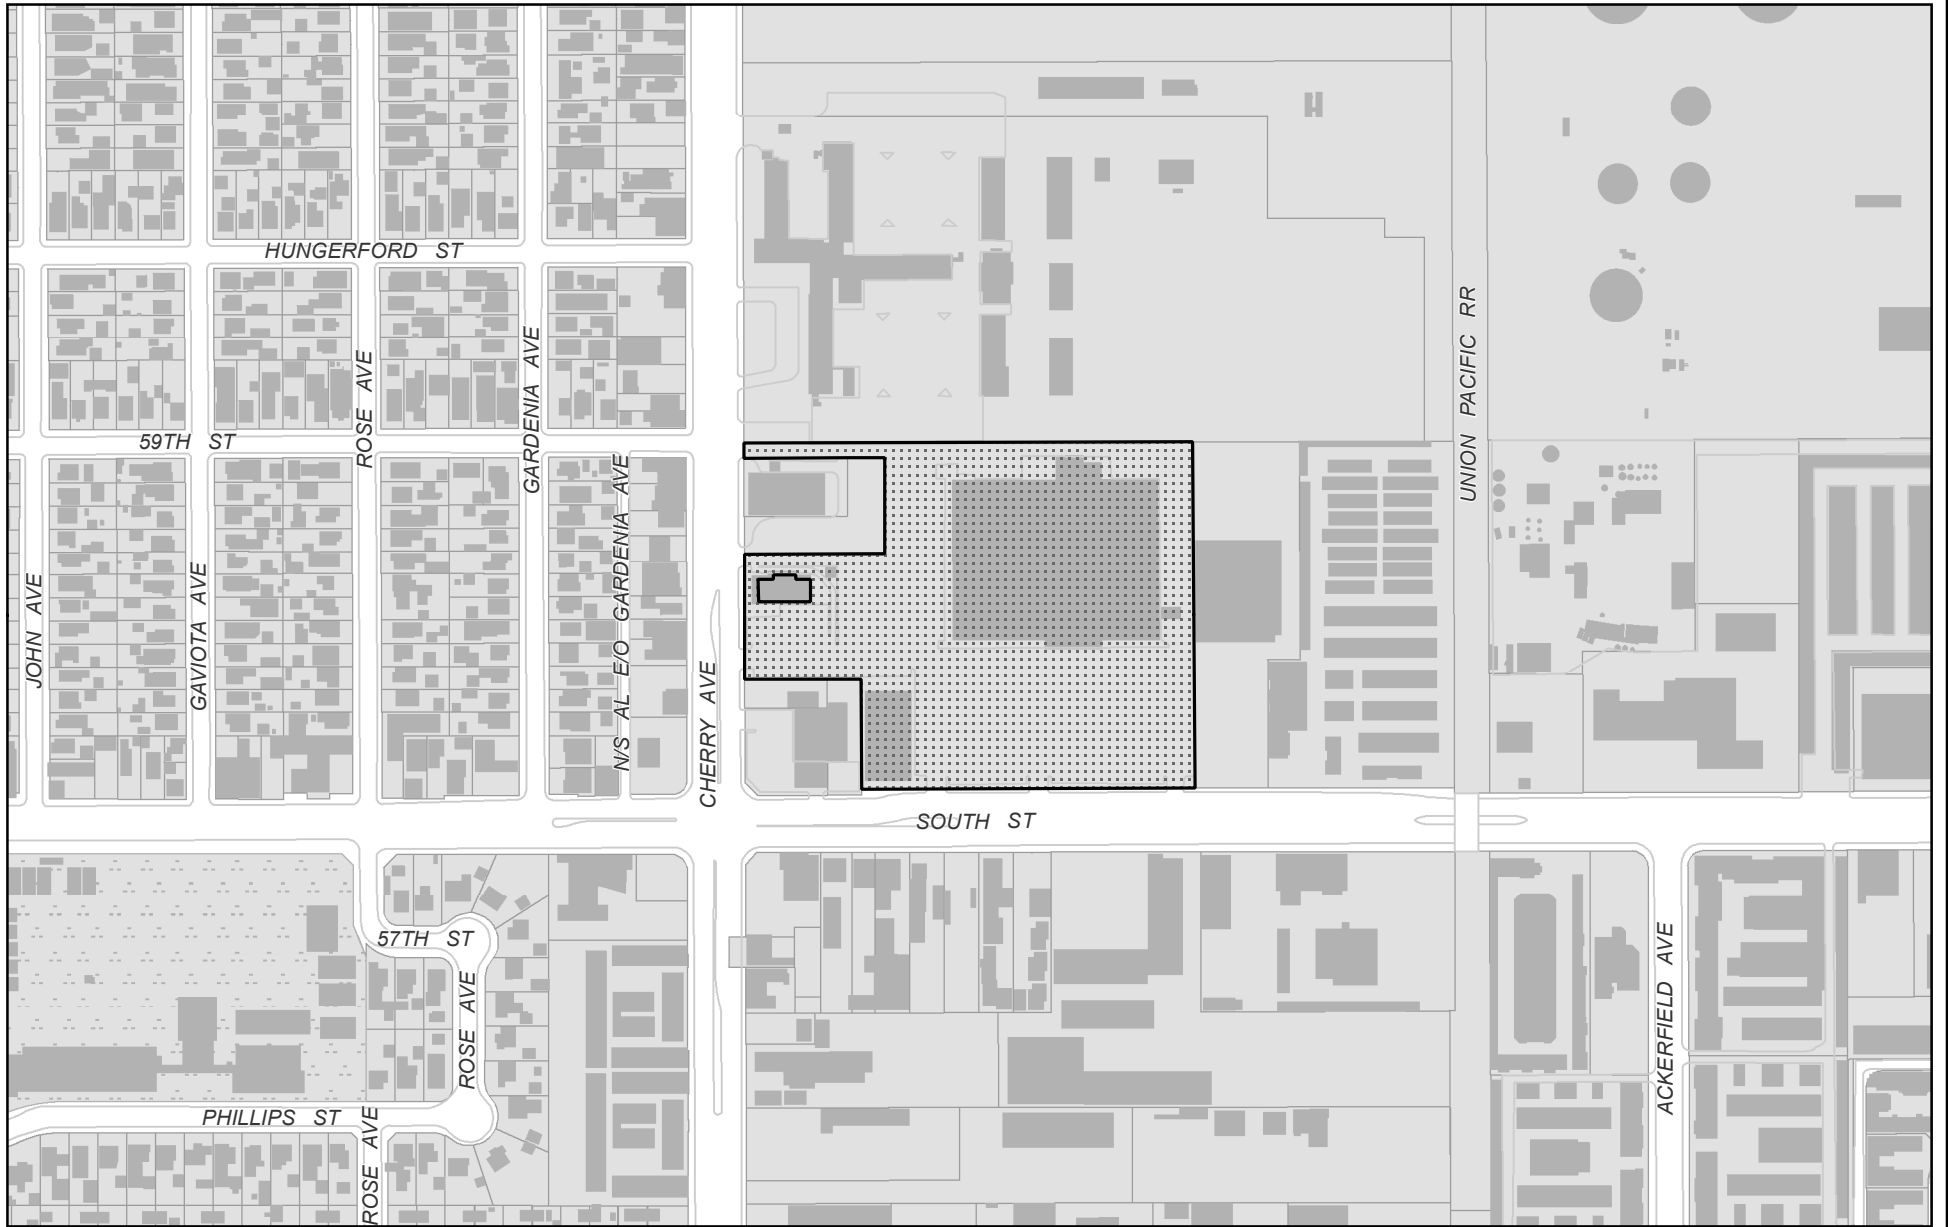 HUNGERFORD ST
UNION PACIFIC RR
GARDENIA AVE
ROSE AVE
59TH ST
N/S AL E/O GARDENIA AVE
GAVIOTA AVE
JOHN AVE
CHERRY AVE
SOUTH ST
57TH ST
ACKERFIELD AVE
ROSE AVE
PHILLIPS ST
ROSE AVE